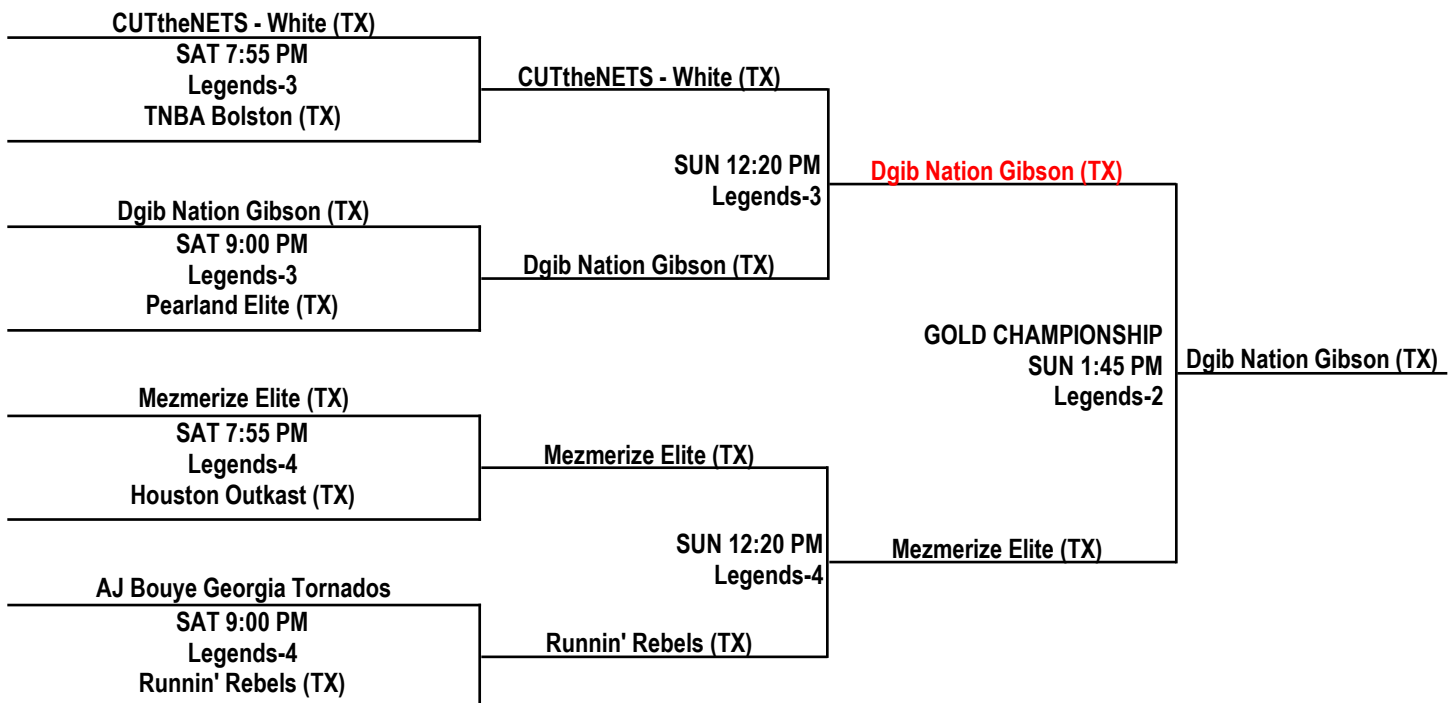 CUTtheNETS - White (TX)
SAT 7:55 PM
Legends-3
TNBA Bolston (TX)
Dgib Nation Gibson (TX)
SAT 9:00 PM
Legends-3
Pearland Elite (TX)
Mezmerize Elite (TX)
SAT 7:55 PM
Legends-4
Houston Outkast (TX)
AJ Bouye Georgia Tornados
SAT 9:00 PM
Legends-4
Runnin' Rebels (TX)
CUTtheNETS - White (TX)
SUN 12:20 PM
Legends-3
Dgib Nation Gibson (TX)
Mezmerize Elite (TX)
SUN 12:20 PM
Legends-4
Runnin' Rebels (TX)
Dgib Nation Gibson (TX)
GOLD CHAMPIONSHIP
SUN 1:45 PM
Legends-2
Mezmerize Elite (TX)
Dgib Nation Gibson (TX)